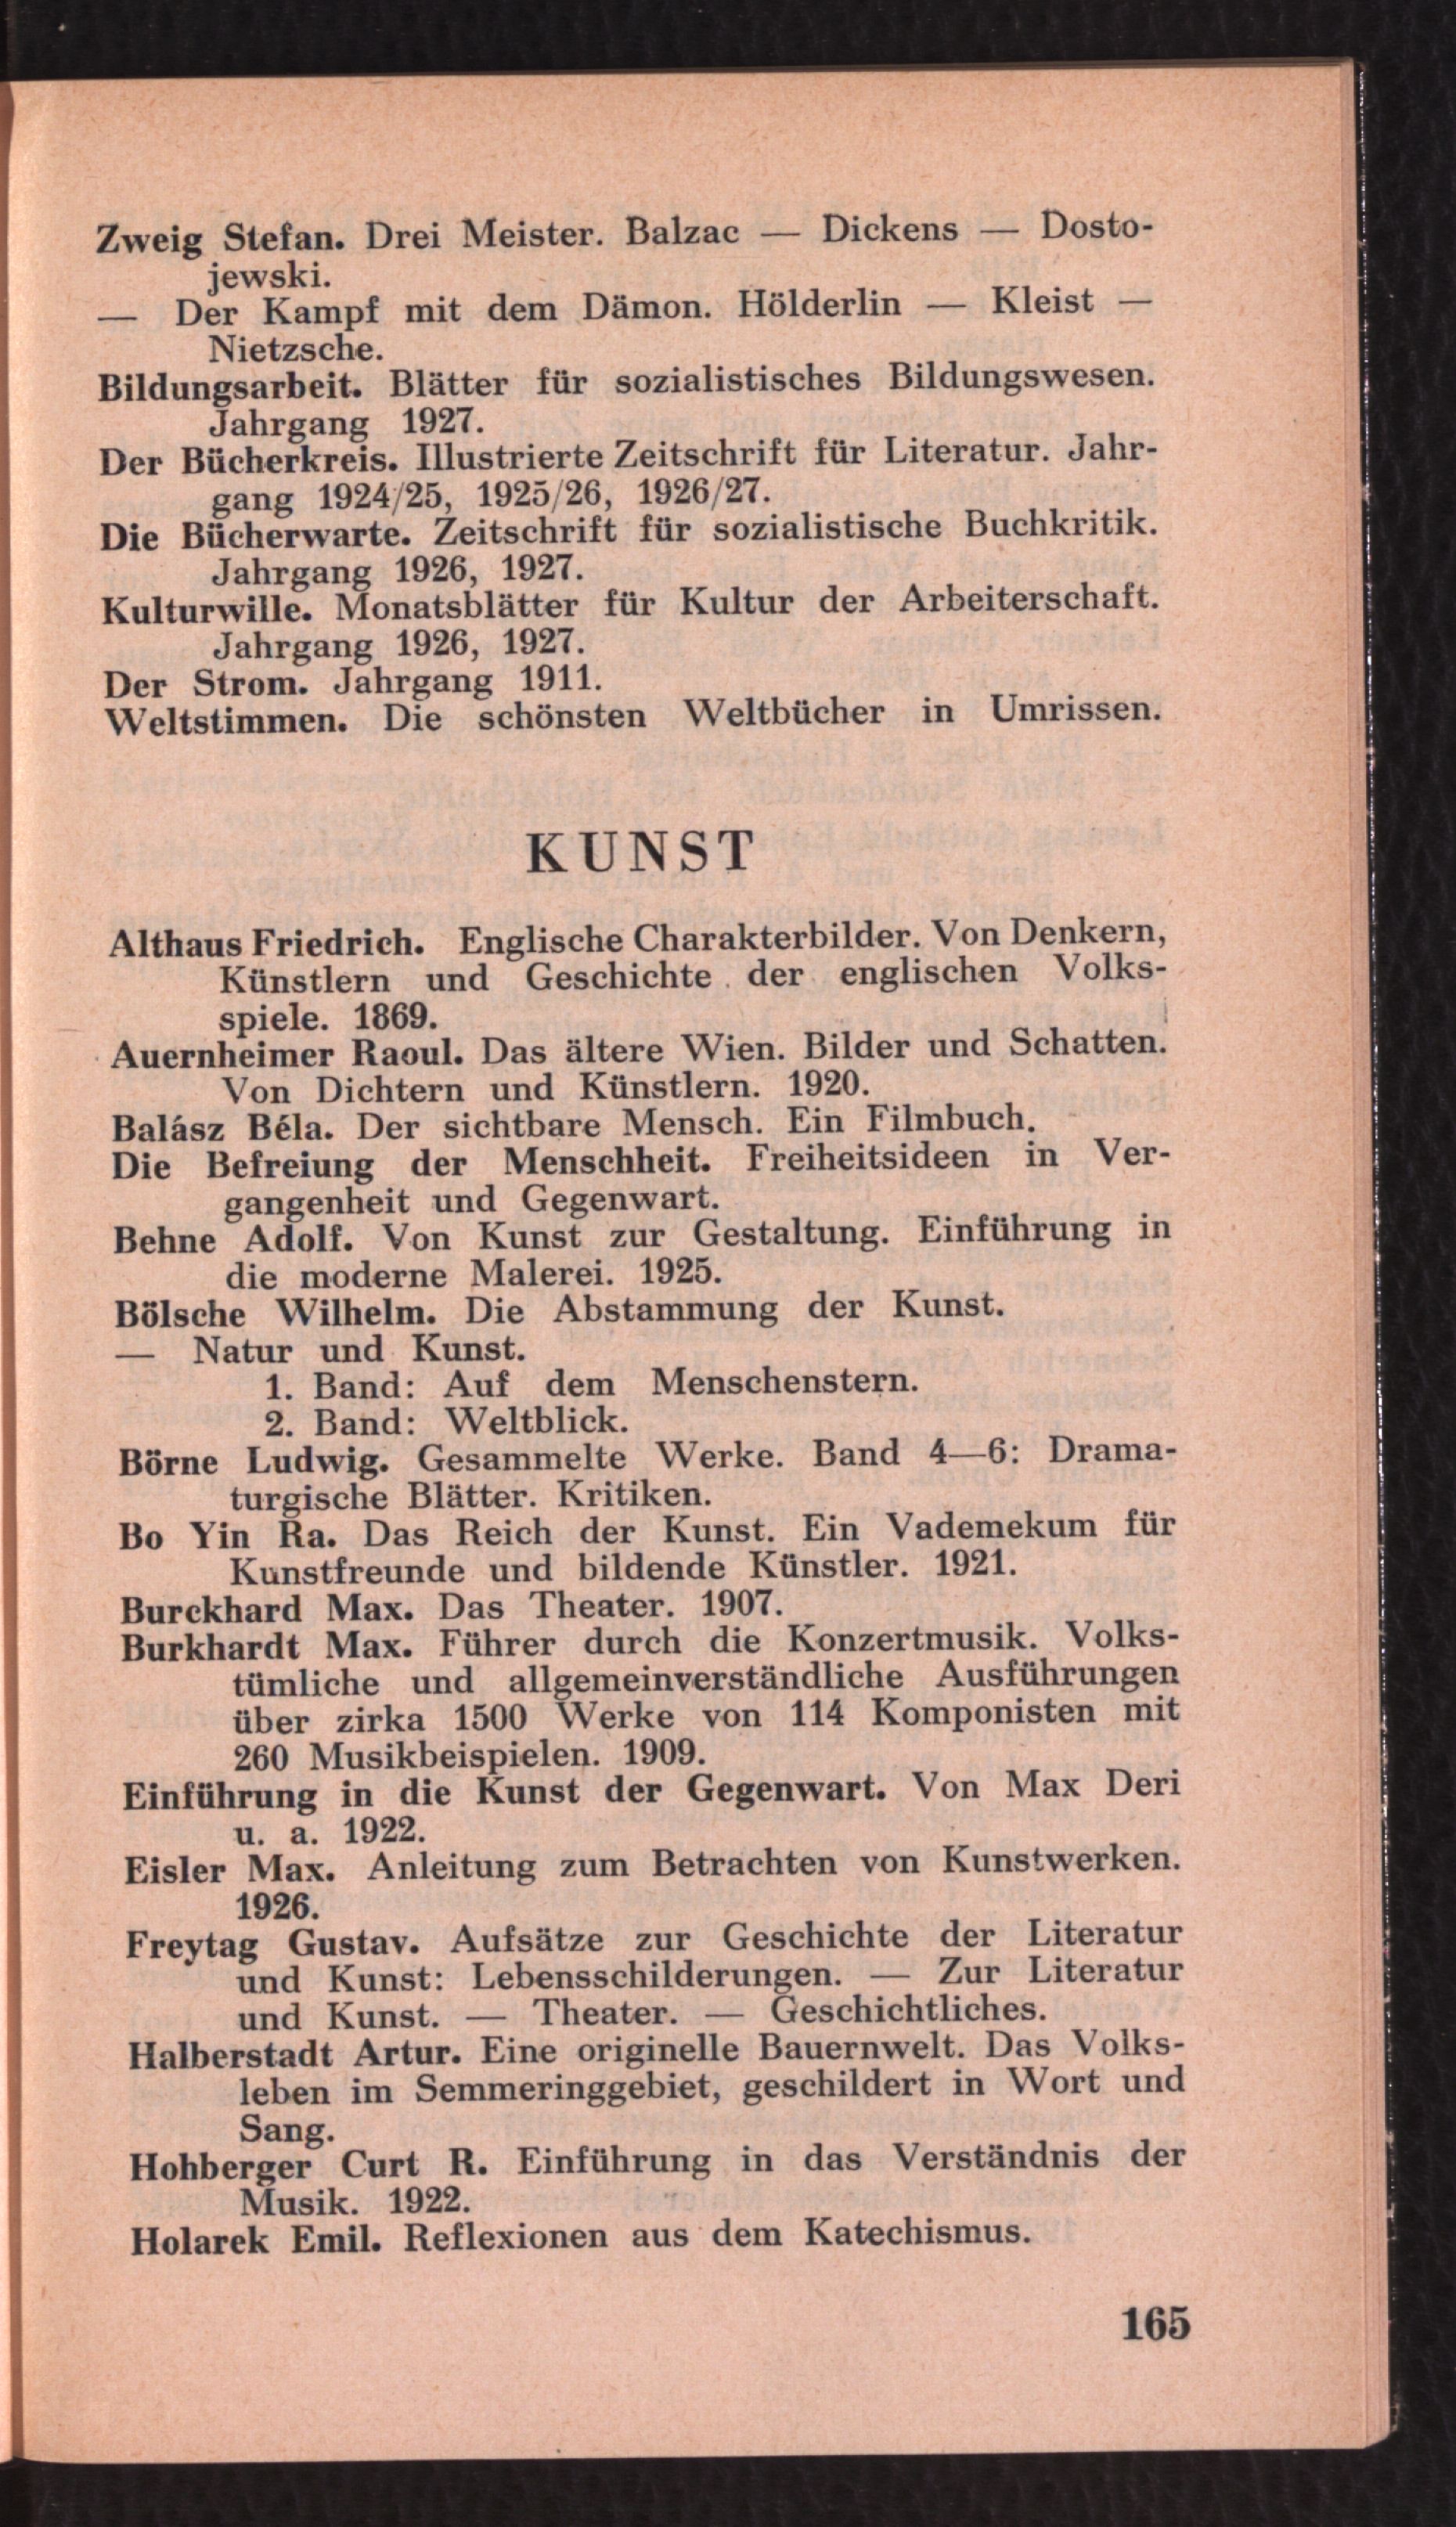 Zweig Stefan. Drei Meister. Balzac — Dickens — Dosto-
jewski.
— Der Kampf mit dem Dämon. Hölderlin — Kleist —
Nietzsche.
Bildungsarbeit. Blätter für sozialistisches Bildungswesen.
Jahrgang 1927.
Der Bücherkreis. Illustrierte Zeitschrift für Literatur. Jahr-
gang 1924/25, 1925/26, 1926/27.
Die Bücherwarte. Zeitschrift für sozialistische Buchkritik.
Jahrgang 1926, 1927.
Kulturwille. Monatsblätter für Kultur der Arbeiterschaft.
Jahrgang 1926, 1927.
Der Strom. Jahrgang 1911.
Weltstimmen. Die schönsten Weltbücher in Umrissen.
KUNST
Althaus Friedrich. Englische Charakterbilder. Von Denkern,
Künstlern und Geschichte der englischen Volks-
spiele. 1869.
Auernheimer Raoul. Das ältere Wien. Bilder und Schatten.
Von Dichtern und Künstlern. 1920.
Balász Béla. Der sichtbare Mensch. Ein Filmbuch.
Die Befreiung der Menschheit. Freiheitsideen in Ver-
gangenheit und Gegenwart.
Behne Adolf. Von Kunst zur Gestaltung. Einführung in
die moderne Malerei. 1925.
Bölsche Wilhelm. Die Abstammung der Kunst.
— Natur und Kunst.
1. Band: Auf dem Menschenstern.
2. Band: Weltblick.
Börne Ludwig. Gesammelte Werke. Band 4—6: Drama-
turgische Blätter. Kritiken.
Bo Yin Ra. Das Reich der Kunst. Ein Vademekum für
Kunstfreunde und bildende Künstler. 1921.
Burckhard Max. Das Theater. 1907.
Burkhardt Max. Führer durch die Konzertmusik. Volks-
tümliche und allgemeinverständliche Ausführungen
über zirka 1500 Werke von 114 Komponisten mit
260 Musikbeispielen. 1909.
Einführung in die Kunst der Gegenwart. Von Max Deri
u. a. 1922.
Eisler Max. Anleitung zum Betrachten von Kunstwerken.
1926.
Freytag Gustav. Aufsätze zur Geschichte der Literatur
und Kunst: Lebensschilderungen. — Zur Literatur
und Kunst. — Theater. — Geschichtliches.
Halberstadt Artur. Eine originelle Bauernwelt. Das Volks-
leben im Semmeringgebiet, geschildert in Wort und
Sang.
Hohberger Curt R. Einführung in das Verständnis der
Musik. 1922.
Holarek Emil. Reflexionen aus dem Katechismus.
165